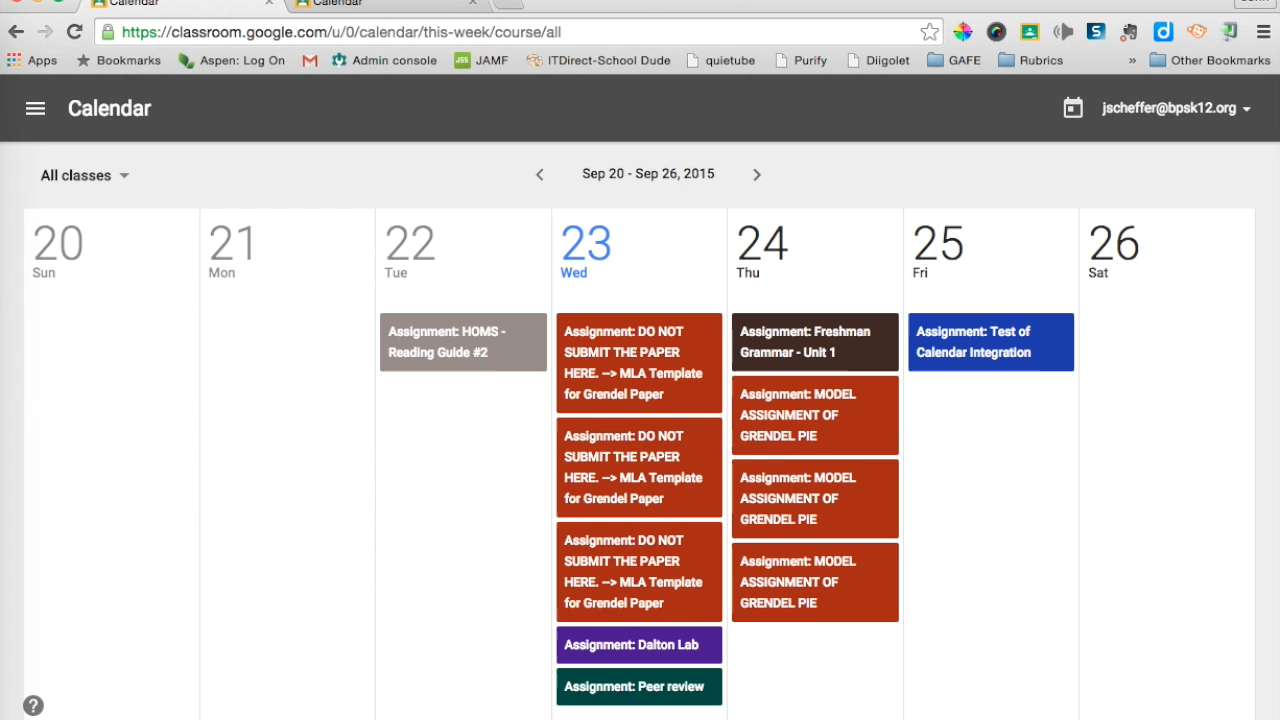 Calendar
Calendar
https://classroom.google.com/u/0/calendar/this-week/course/all
Apps Bookmarks Aspen: Log On Admin console JSS JAMF ITDirect-School Dude quietube Purify Diigolet GAFE Rubrics » Other Bookmarks
Calendar
jscheffer@bpsk12.org
All classes
Sep 20 - Sep 26, 2015
20
Sun
21
Mon
22
Tue
23
Wed
24
Thu
25
Fri
26
Sat
Assignment: HOMS -
Reading Guide #2
Assignment: DO NOT
SUBMIT THE PAPER
HERE. --> MLA Template
for Grendel Paper
Assignment: DO NOT
SUBMIT THE PAPER
HERE. --> MLA Template
for Grendel Paper
Assignment: DO NOT
SUBMIT THE PAPER
HERE. --> MLA Template
for Grendel Paper
Assignment: Dalton Lab
Assignment: Peer review
Assignment: Freshman
Grammar - Unit 1
Assignment: MODEL
ASSIGNMENT OF
GRENDEL PIE
Assignment: MODEL
ASSIGNMENT OF
GRENDEL PIE
Assignment: MODEL
ASSIGNMENT OF
GRENDEL PIE
Assignment: Test of
Calendar Integration
?